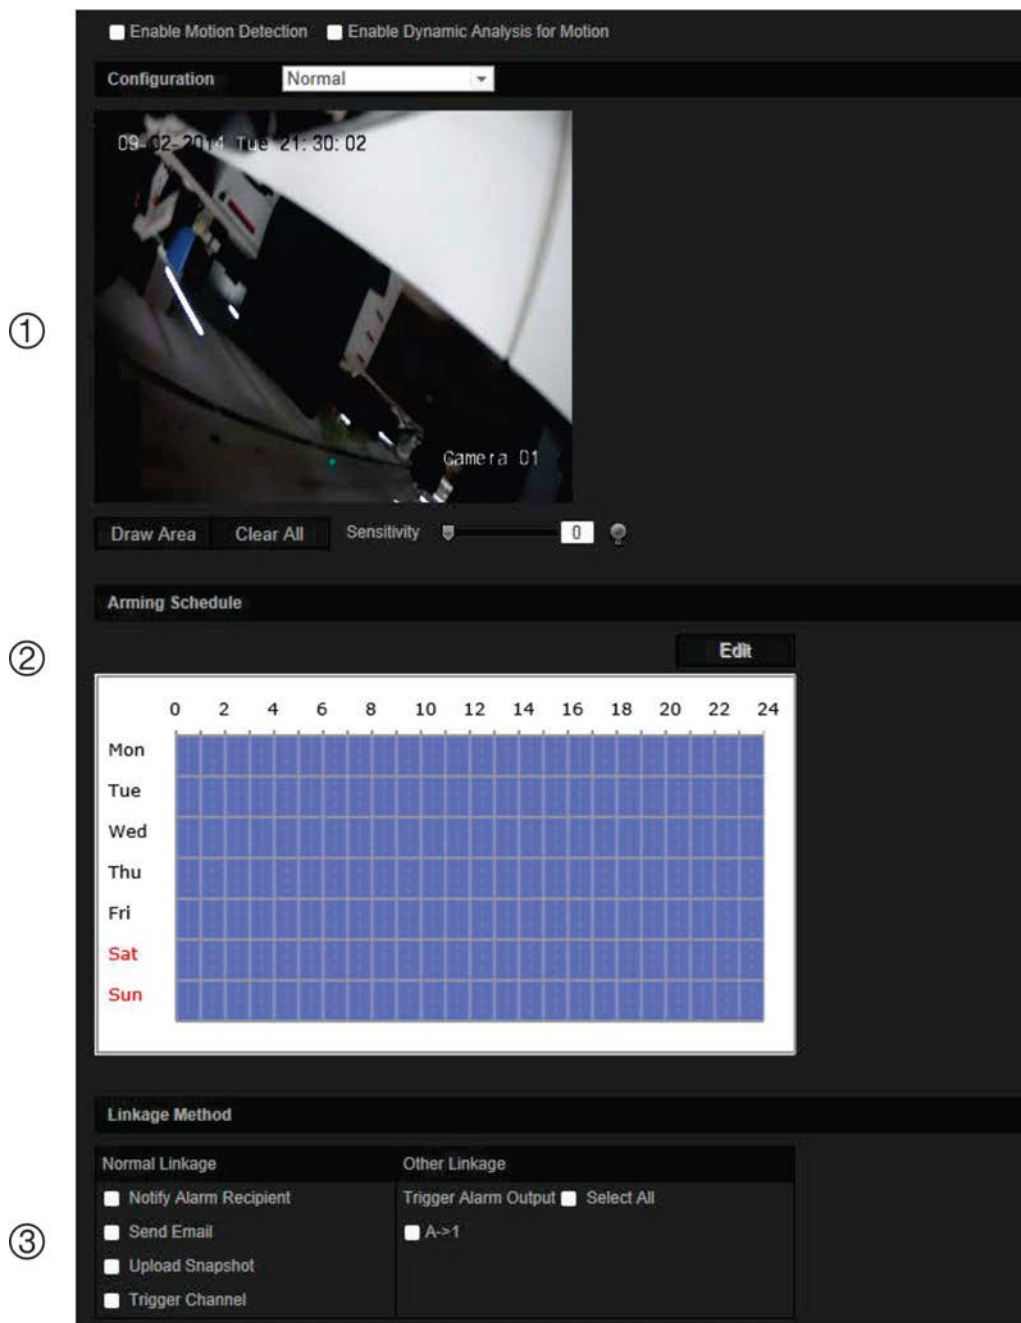 Enable Motion Detection Enable Dynamic Analysis for Motion
Configuration Normal
09-02-2014 Tue 21:30:02
①
Camera 01
Draw Area Clear All Sensitivity 0
Arming Schedule
②
Edit
0 2 4 6 8 10 12 14 16 18 20 22 24
Mon
Tue
Wed
Thu
Fri
Sat
Sun
Linkage Method
Normal Linkage Other Linkage
Notify Alarm Recipient Trigger Alarm Output Select All
③
Send Email A->1
Upload Snapshot
Trigger Channel